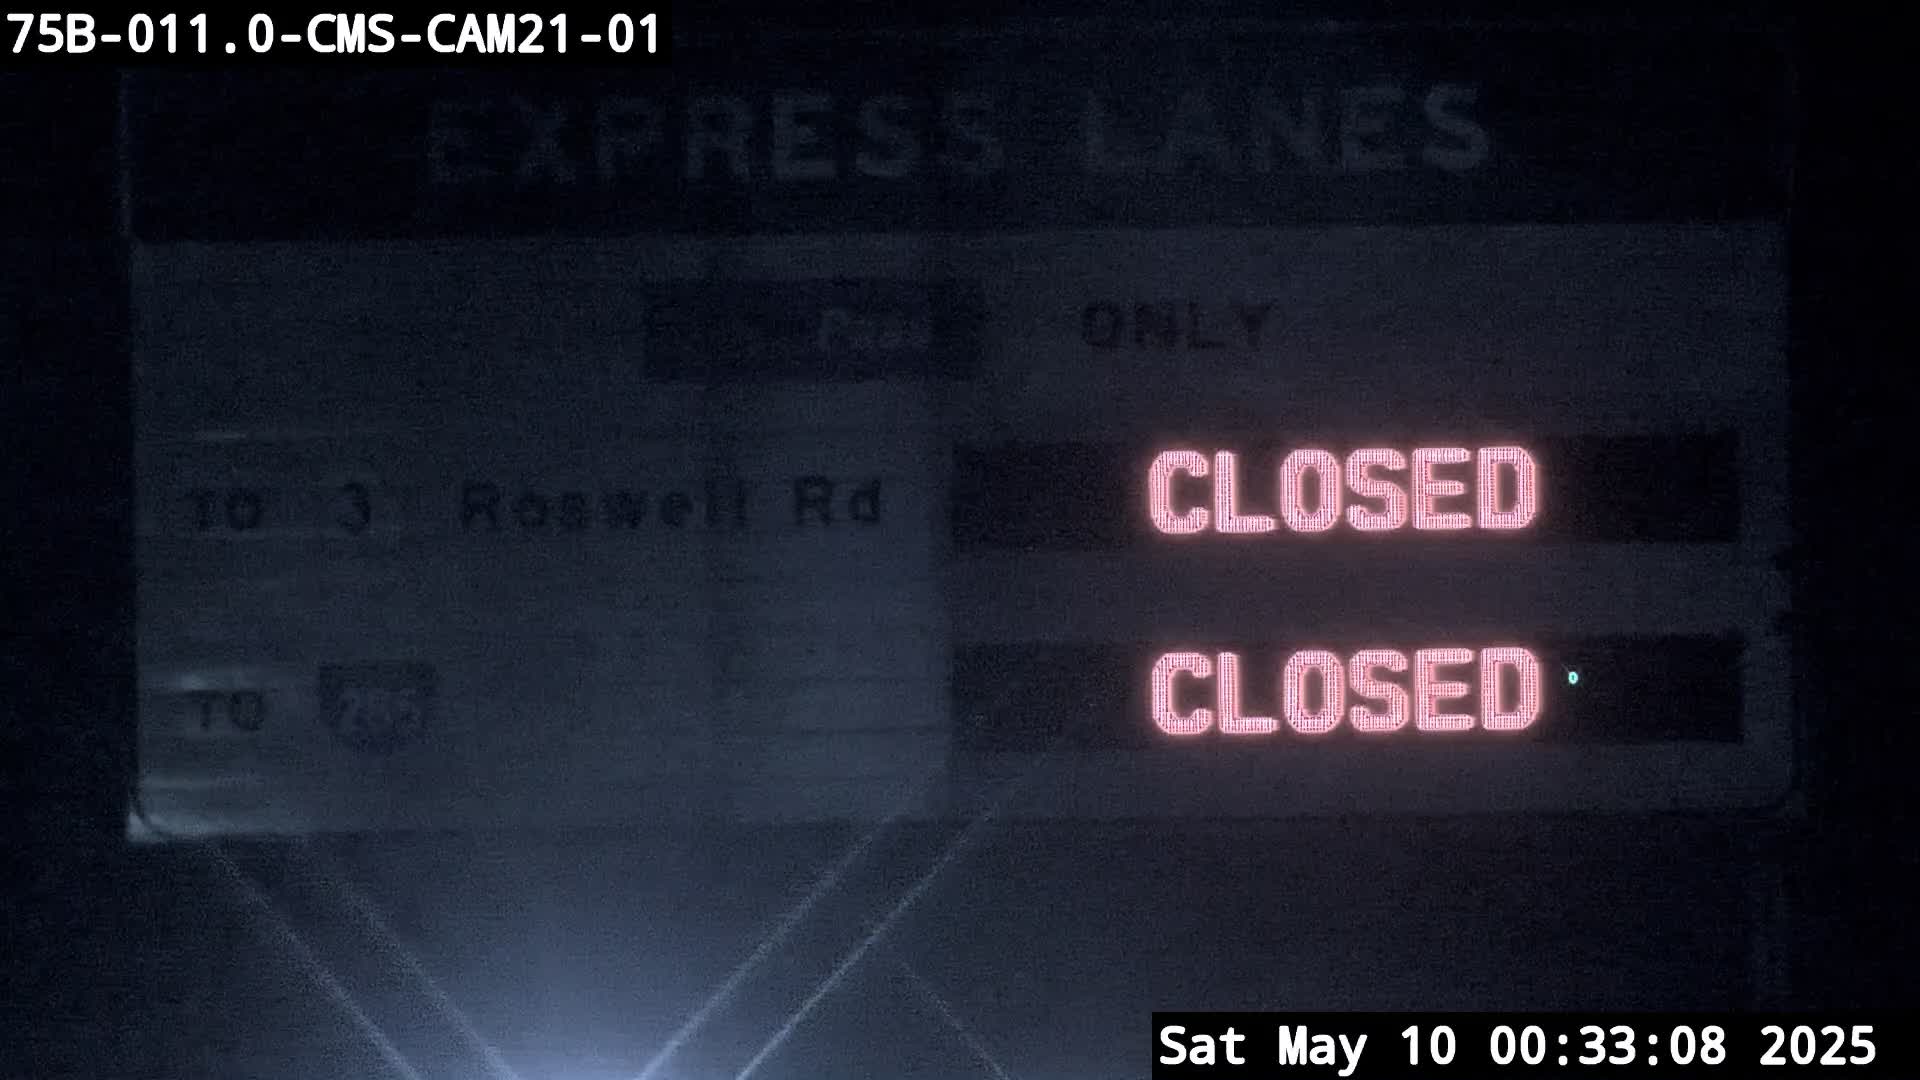 75B-011.0-CMS-CAM21-01
EXPRESS LANES
ONLY
TO 3 Roswell Rd CLOSED
TO CLOSED
Sat May 10 00:33:08 2025